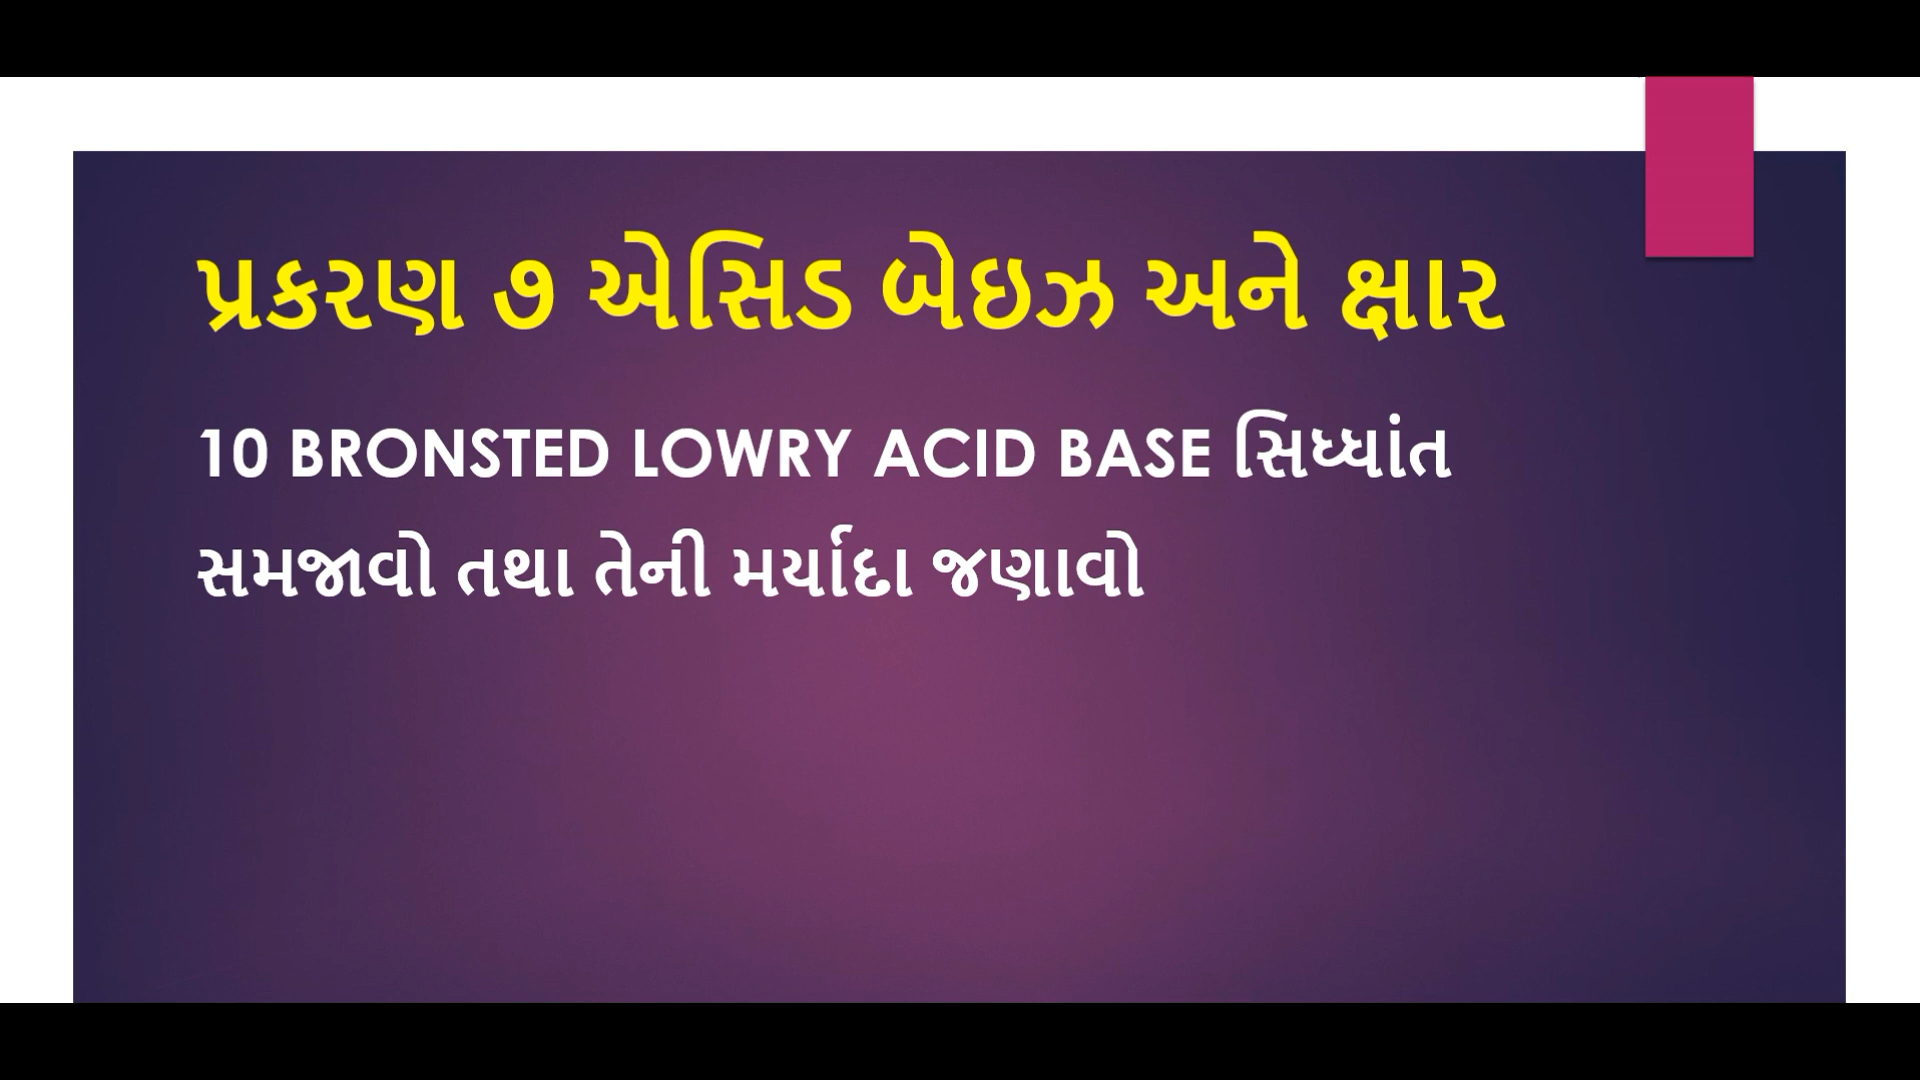 પ્રકરણ ૭ એસિડ બેઇઝ અને ક્ષાર
10 BRONSTED LOWRY ACID BASE સિધ્ધાંત
સમજાવો તથા તેની મર્યાદા જણાવો